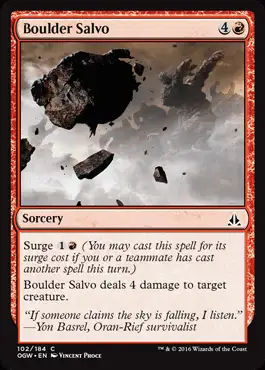 Boulder Salvo 4
Sorcery
Surge 1 (You may cast this spell for its
surge cost if you or a teammate has cast
another spell this turn.)
Boulder Salvo deals 4 damage to target
creature.
"If someone claims the sky is falling, I listen."
—Yon Basrel, Oran-Rief survivalist
102/184 C
OGW • EN VINCENT PROCE
™ & © 2016 Wizards of the Coast